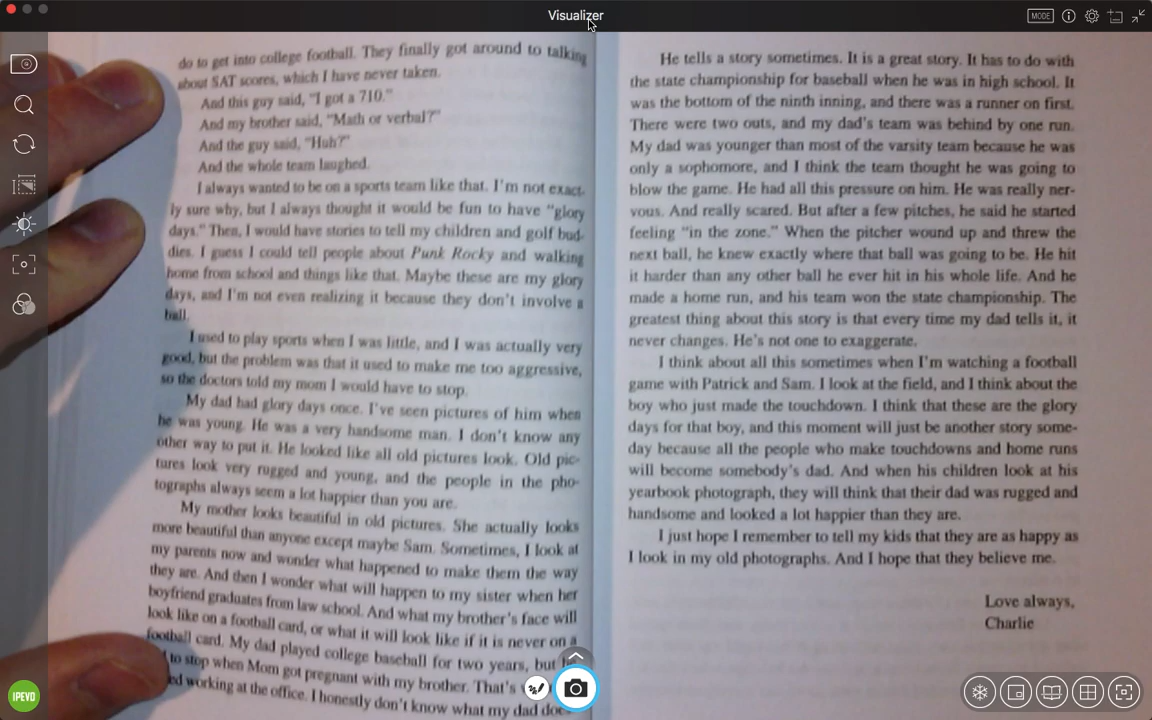 Visualizer
MODE
do to get into college football. They finally got around to talking
about SAT scores, which I have never taken.
And this guy said, "I got a 710."
And my brother said, "Math or verbal?"
And the guy said, "Huh?"
And the whole team laughed.
I always wanted to be on a sports team like that. I'm not exact-
ly sure why, but I always thought it would be fun to have "glory
days." Then, I would have stories to tell my children and golf bud-
dies. I guess I could tell people about Punk Rocky and walking
home from school and things like that. Maybe these are my glory
days, and I'm not even realizing it because they don't involve a
ball.
I used to play sports when I was little, and I was actually very
good, but the problem was that it used to make me too aggressive,
so the doctors told my mom I would have to stop.
My dad had glory days once. I've seen pictures of him when
he was young. He was a very handsome man. I don't know any
other way to put it. He looked like all old pictures look. Old pic-
tures look very rugged and young, and the people in the pho-
tographs always seem a lot happier than you are.
My mother looks beautiful in old pictures. She actually looks
more beautiful than anyone except maybe Sam. Sometimes, I look at
my parents now and wonder what happened to make them the way
they are. And then I wonder what will happen to my sister when her
boyfriend graduates from law school. And what my brother's face will
look like on a football card, or what it will look like if it is never on a
football card. My dad played college baseball for two years, but
to stop when Mom got pregnant with my brother. That's
working at the office. I honestly don't know what my dad
He tells a story sometimes. It is a great story. It has to do with
the state championship for baseball when he was in high school. It
was the bottom of the ninth inning, and there was a runner on first.
There were two outs, and my dad's team was behind by one run.
My dad was younger than most of the varsity team because he was
only a sophomore, and I think the team thought he was going to
blow the game. He had all this pressure on him. He was really ner-
vous. And really scared. But after a few pitches, he said he started
feeling "in the zone." When the pitcher wound up and threw the
next ball, he knew exactly where that ball was going to be. He hit
it harder than any other ball he ever hit in his whole life. And he
made a home run, and his team won the state championship. The
greatest thing about this story is that every time my dad tells it, it
never changes. He's not one to exaggerate.
I think about all this sometimes when I'm watching a football
game with Patrick and Sam. I look at the field, and I think about the
boy who just made the touchdown. I think that these are the glory
days for that boy, and this moment will just be another story some-
day because all the people who make touchdowns and home runs
will become somebody's dad. And when his children look at his
yearbook photograph, they will think that their dad was rugged and
handsome and looked a lot happier than they are.
I just hope I remember to tell my kids that they are as happy as
I look in my old photographs. And I hope that they believe me.
Love always,
Charlie
IPEVO